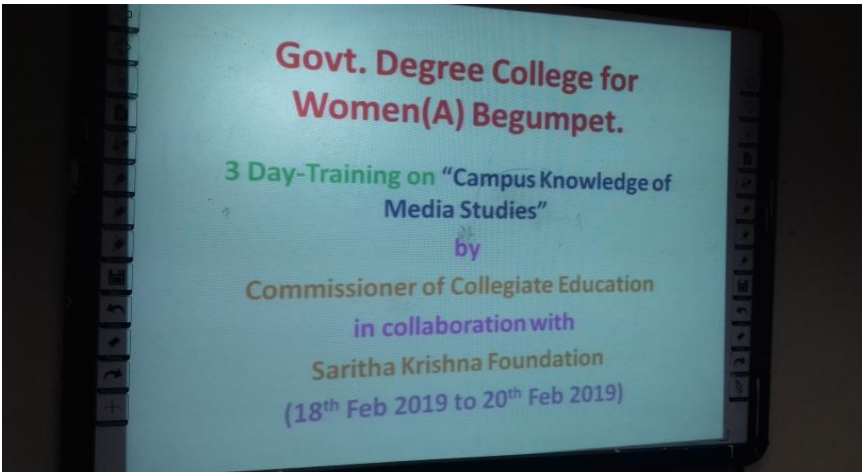 Govt. Degree College for
Women(A) Begumpet.
3 Day-Training on “Campus Knowledge of
Media Studies”
by
Commissioner of Collegiate Education
in collaboration with
Saritha Krishna Foundation
(18th Feb 2019 to 20th Feb 2019)